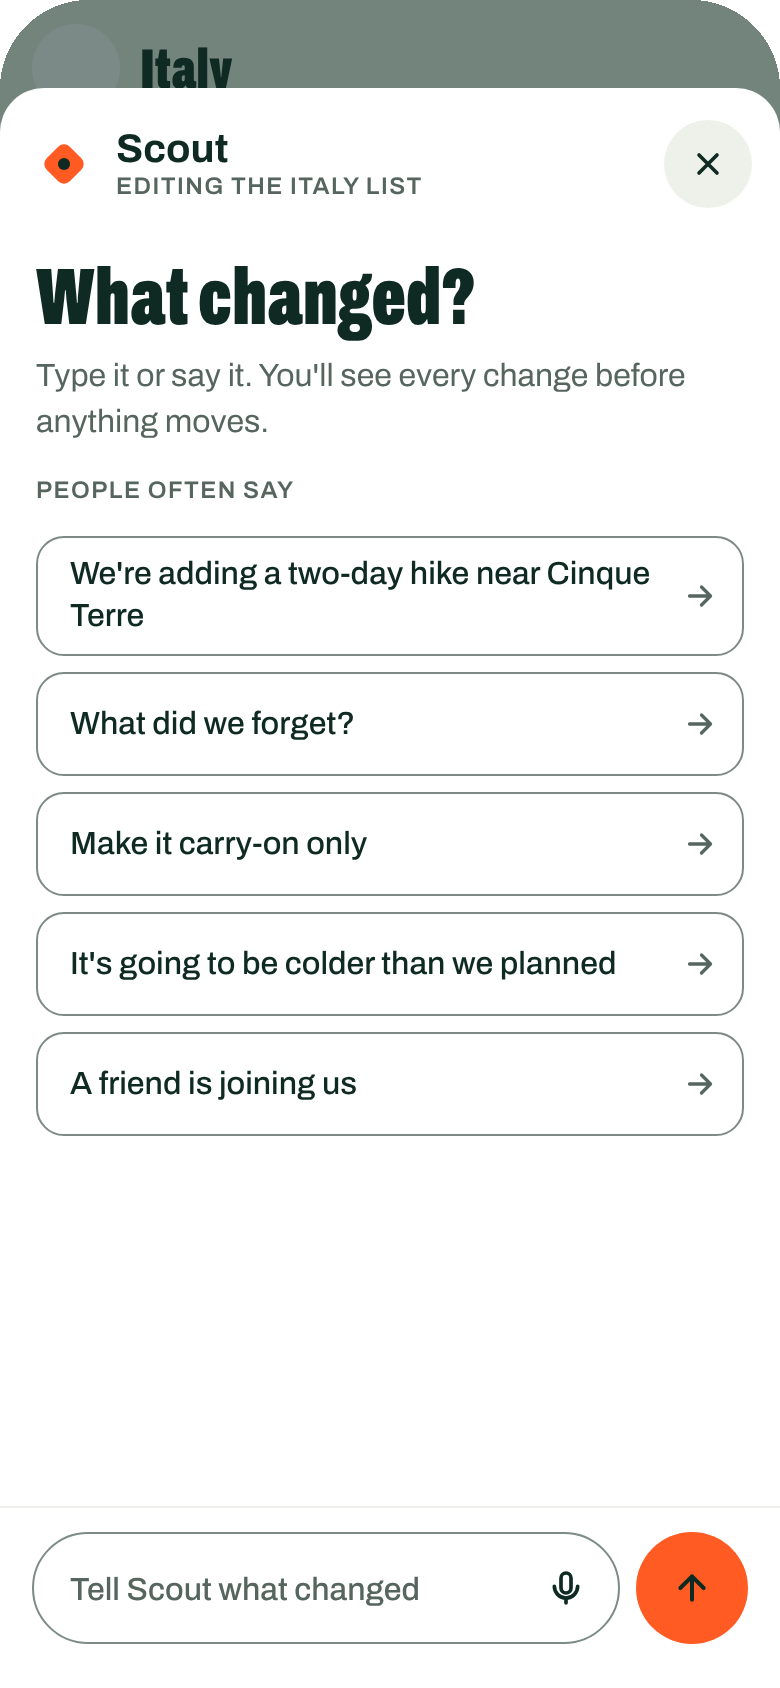 Italy
Scout
EDITING THE ITALY LIST
What changed?
Type it or say it. You'll see every change before
anything moves.
PEOPLE OFTEN SAY
We're adding a two-day hike near Cinque
Terre
What did we forget?
Make it carry-on only
It's going to be colder than we planned
A friend is joining us
Tell Scout what changed